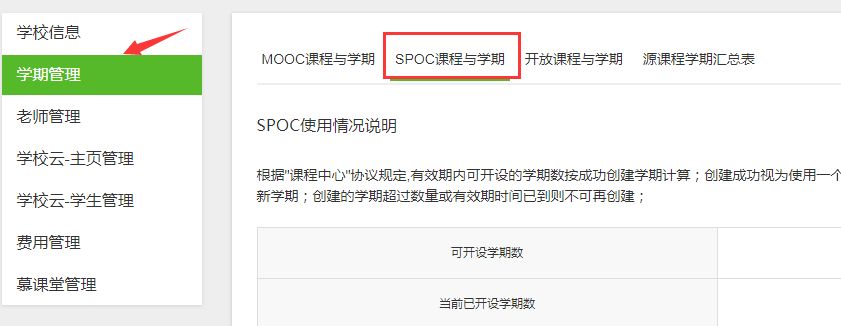 学校信息
学期管理
老师管理
学校云-主页管理
学校云-学生管理
费用管理
慕课堂管理
MOOC课程与学期 SPOC课程与学期 开放课程与学期 源课程学期汇总表
SPOC使用情况说明
根据"课程中心"协议规定,有效期内可开设的学期数按成功创建学期计算；创建成功视为使用一个
新学期；创建的学期超过数量或有效期时间已到则不可再创建；
可开设学期数
当前已开设学期数